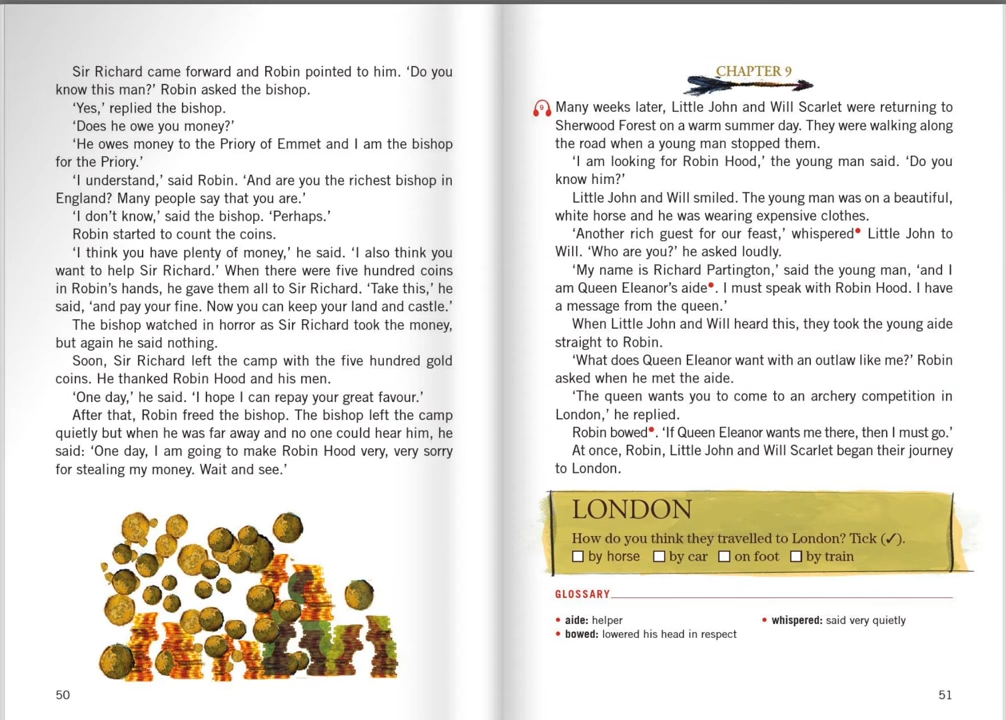 Sir Richard came forward and Robin pointed to him. ‘Do you
know this man?’ Robin asked the bishop.
‘Yes,’ replied the bishop.
‘Does he owe you money?’
‘He owes money to the Priory of Emmet and I am the bishop
for the Priory.’
‘I understand,’ said Robin. ‘And are you the richest bishop in
England? Many people say that you are.’
‘I don’t know,’ said the bishop. ‘Perhaps.’
Robin started to count the coins.
‘I think you have plenty of money,’ he said. ‘I also think you
want to help Sir Richard.’ When there were five hundred coins
in Robin’s hands, he gave them all to Sir Richard. ‘Take this,’ he
said, ‘and pay your fine. Now you can keep your land and castle.’
The bishop watched in horror as Sir Richard took the money,
but again he said nothing.
Soon, Sir Richard left the camp with the five hundred gold
coins. He thanked Robin Hood and his men.
‘One day,’ he said. ‘I hope I can repay your great favour.’
After that, Robin freed the bishop. The bishop left the camp
quietly but when he was far away and no one could hear him, he
said: ‘One day, I am going to make Robin Hood very, very sorry
for stealing my money. Wait and see.’
50
CHAPTER 9
9
Many weeks later, Little John and Will Scarlet were returning to
Sherwood Forest on a warm summer day. They were walking along
the road when a young man stopped them.
‘I am looking for Robin Hood,’ the young man said. ‘Do you
know him?’
Little John and Will smiled. The young man was on a beautiful,
white horse and he was wearing expensive clothes.
‘Another rich guest for our feast,’ whispered• Little John to
Will. ‘Who are you?’ he asked loudly.
‘My name is Richard Partington,’ said the young man, ‘and I
am Queen Eleanor’s aide•. I must speak with Robin Hood. I have
a message from the queen.’
When Little John and Will heard this, they took the young aide
straight to Robin.
‘What does Queen Eleanor want with an outlaw like me?’ Robin
asked when he met the aide.
‘The queen wants you to come to an archery competition in
London,’ he replied.
Robin bowed•. ‘If Queen Eleanor wants me there, then I must go.’
At once, Robin, Little John and Will Scarlet began their journey
to London.
LONDON
How do you think they travelled to London? Tick (✓).
☐ by horse ☐ by car ☐ on foot ☐ by train
GLOSSARY
• aide: helper
• bowed: lowered his head in respect
• whispered: said very quietly
51